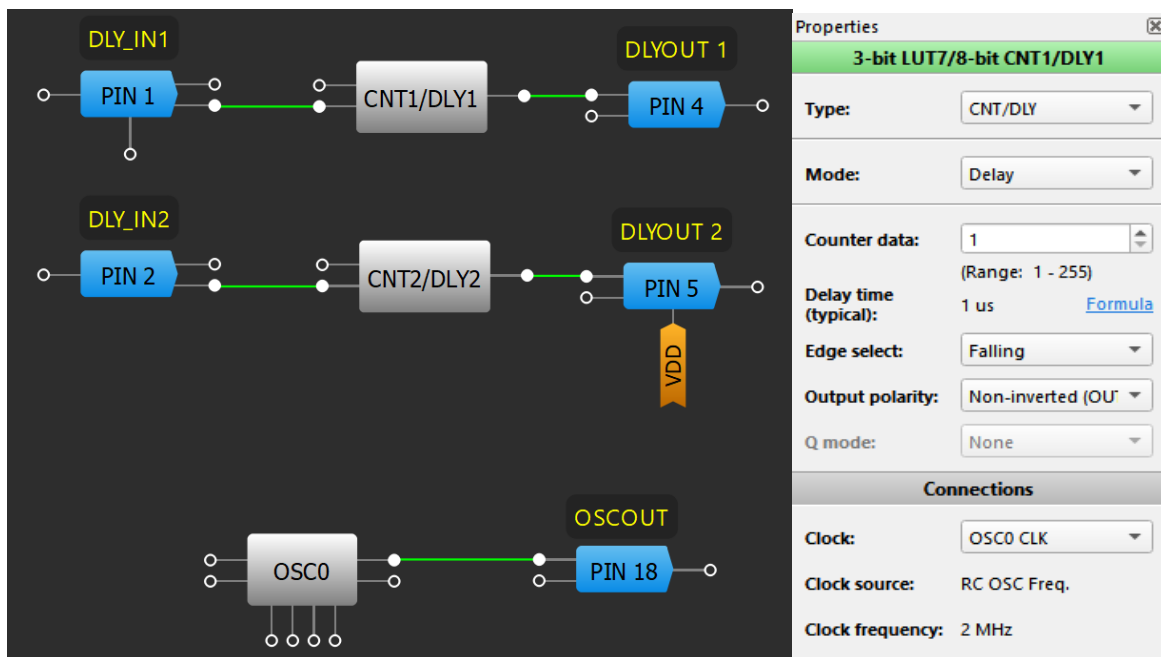 DLY_IN1
PIN 1
CNT1/DLY1
DLYOUT 1
PIN 4
DLY_IN2
PIN 2
CNT2/DLY2
DLYOUT 2
PIN 5
VDD
OSC0
OSCOUT
PIN 18
Properties
3-bit LUT7/8-bit CNT1/DLY1
Type: CNT/DLY
Mode: Delay
Counter data: 1
(Range: 1 - 255)
Delay time
(typical): 1 us Formula
Edge select: Falling
Output polarity: Non-inverted (OU
Q mode: None
Connections
Clock: OSC0 CLK
Clock source: RC OSC Freq.
Clock frequency: 2 MHz